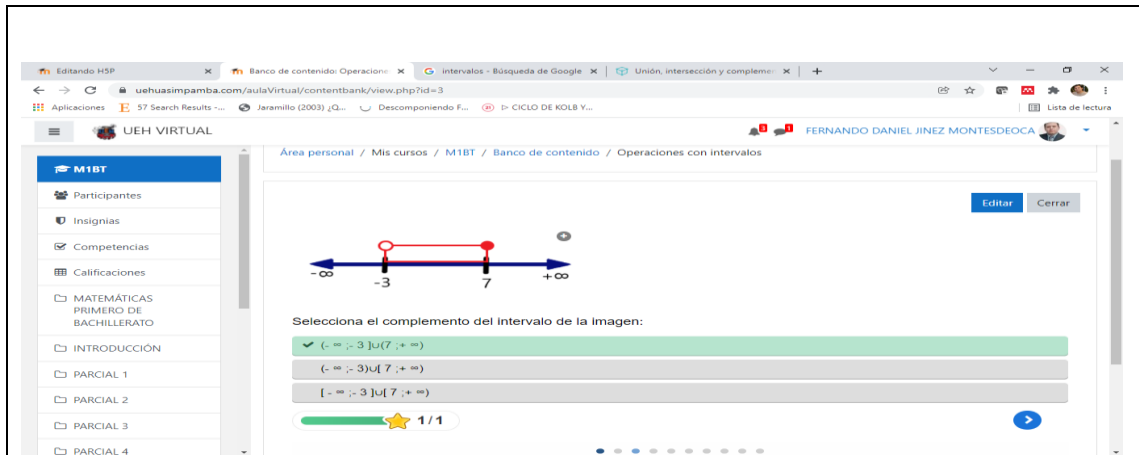 Editando H5P
Banco de contenido: Operacione
intervalos - Búsqueda de Google
Unión, intersección y complemen
uehuasimpamba.com/aulaVirtual/contentbank/view.php?id=3
Aplicaciones
57 Search Results -...
Jaramillo (2003) ¿Q...
Descomponiendo F...
▷ CICLO DE KOLB Y...
Lista de lectura
UEH VIRTUAL
FERNANDO DANIEL JINEZ MONTESDEOCA
Área personal / Mis cursos / M1BT / Banco de contenido / Operaciones con intervalos
M1BT
Participantes
Insignias
Competencias
Calificaciones
MATEMÁTICAS
PRIMERO DE
BACHILLERATO
INTRODUCCIÓN
PARCIAL 1
PARCIAL 2
PARCIAL 3
PARCIAL 4
Editar Cerrar
-∞ -3 7 +∞
Selecciona el complemento del intervalo de la imagen:
(- ∞ ;- 3 ]∪(7 ;+ ∞)
(- ∞ ;- 3)∪[ 7 ;+ ∞)
[ - ∞ ;- 3 ]∪[ 7 ;+ ∞)
1/1